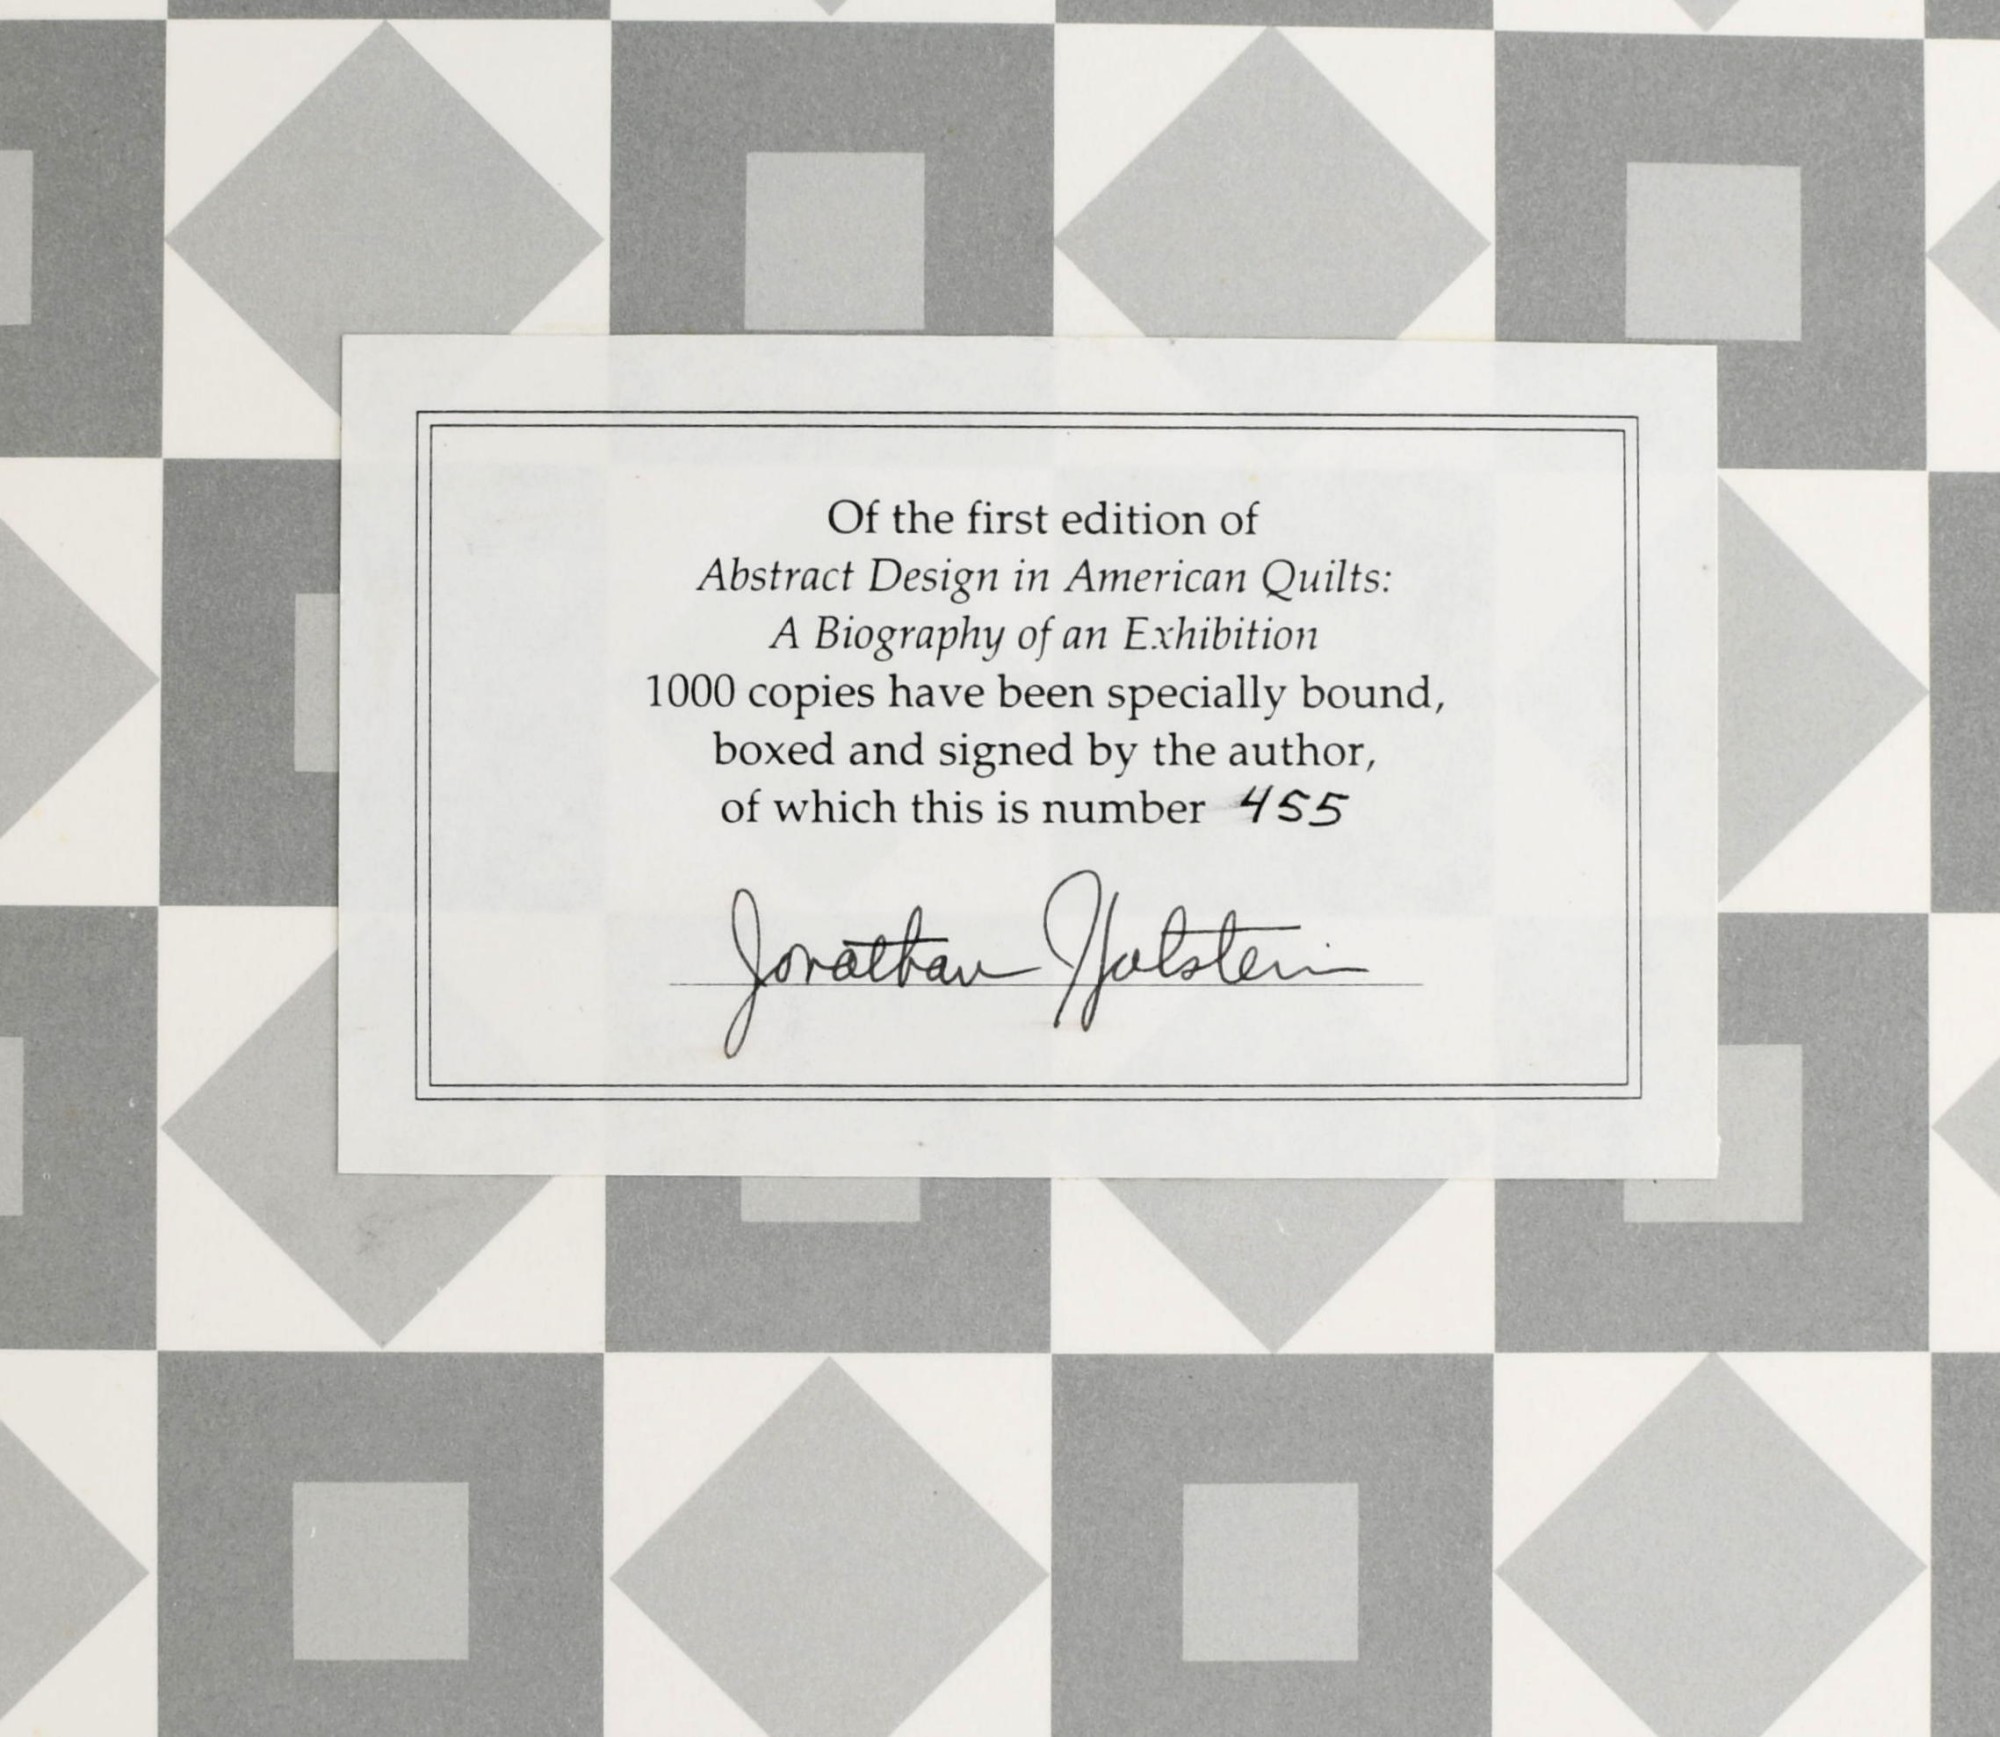 Of the first edition of
Abstract Design in American Quilts:
A Biography of an Exhibition
1000 copies have been specially bound,
boxed and signed by the author,
of which this is number 455
Jonathan Holstein